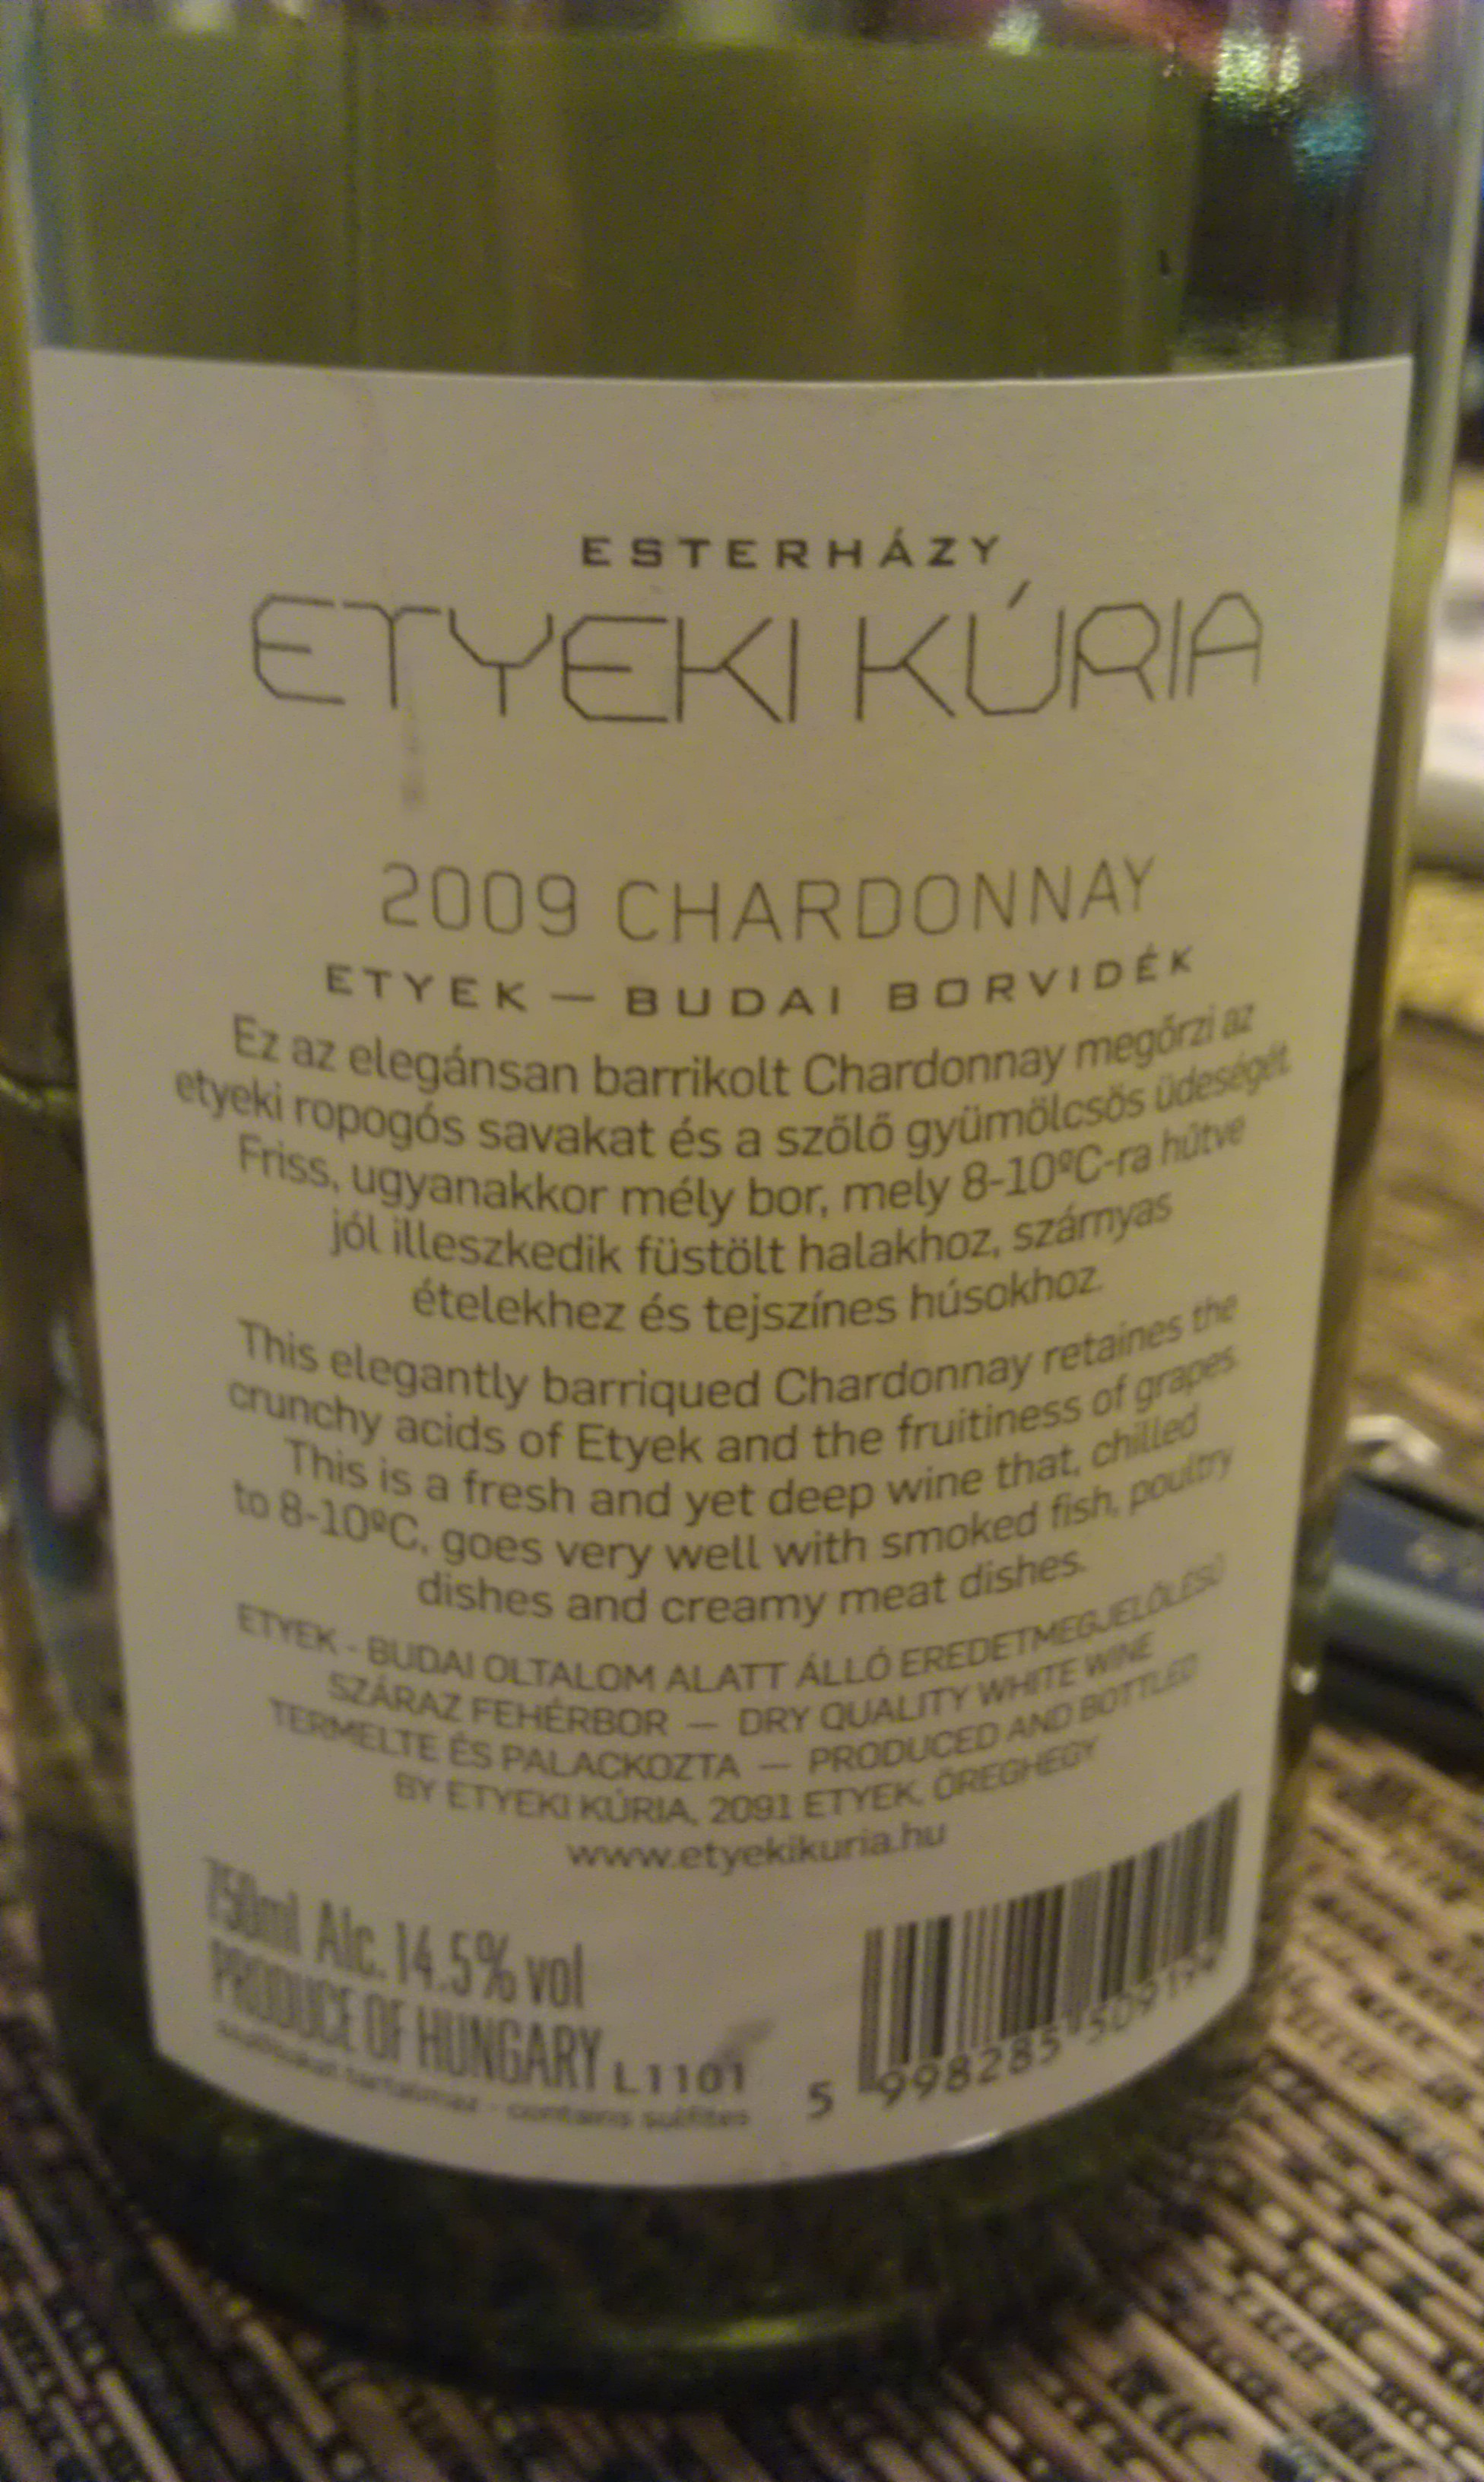 ESTERHÁZY
ETYEKI KÚRIA
2009 CHARDONNAY
ETYEK — BUDAI BORVIDÉK
Ez az elegánsan barrikolt Chardonnay megőrzi az
etyeki ropogós savakat és a szőlő gyümölcsös üdeségét.
Friss, ugyanakkor mély bor, mely 8-10ºC-ra hűtve
jól illeszkedik füstölt halakhoz, szárnyas
ételekhez és tejszínes húsokhoz.
This elegantly barriqued Chardonnay retaines the
crunchy acids of Etyek and the fruitiness of grapes.
This is a fresh and yet deep wine that, chilled
to 8-10ºC, goes very well with smoked fish, poultry
dishes and creamy meat dishes.
ETYEK - BUDAI OLTALOM ALATT ÁLLÓ EREDETMEGJELÖLÉSŰ
SZÁRAZ FEHÉRBOR — DRY QUALITY WHITE WINE
TERMELTE ÉS PALACKOZTA — PRODUCED AND BOTTLED
BY ETYEKI KÚRIA, 2091 ETYEK, ÖREGHEGY
www.etyekikuria.hu
750ml Alc. 14.5% vol
PRODUCE OF HUNGARY L1101
tartalmaz - contains sulfites
5 998285